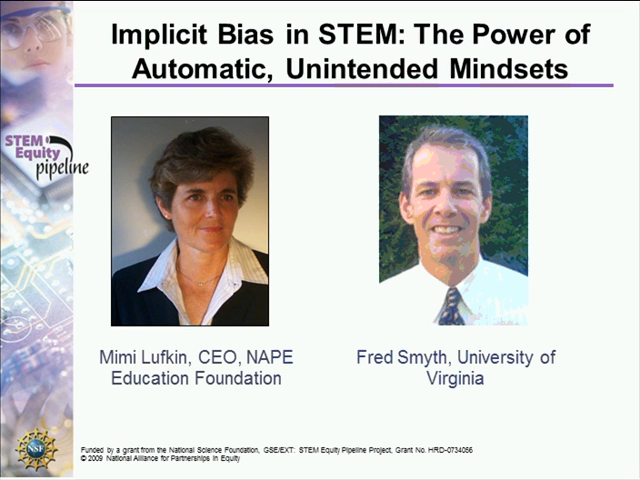 Implicit Bias in STEM: The Power of
Automatic, Unintended Mindsets
STEM
Equity
pipeline
Mimi Lufkin, CEO, NAPE
Education Foundation
Fred Smyth, University of
Virginia
NSF
Funded by a grant from the National Science Foundation, GSE/EXT: STEM Equity Pipeline Project, Grant No. HRD-0734056
© 2009 National Alliance for Partnerships in Equity